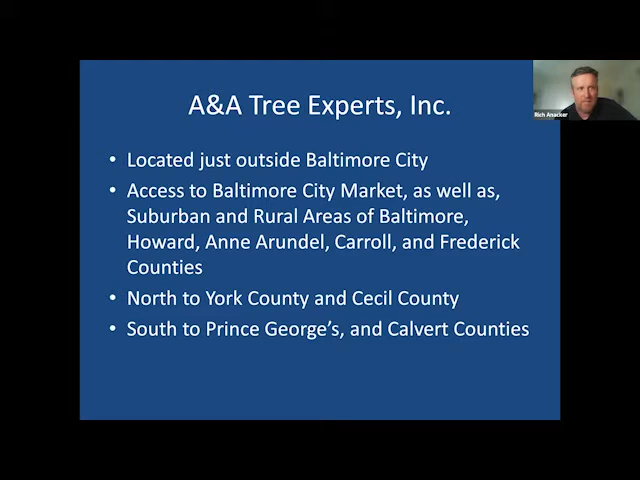 A&A Tree Experts, Inc.
Rich Anacker
• Located just outside Baltimore City
• Access to Baltimore City Market, as well as,
Suburban and Rural Areas of Baltimore,
Howard, Anne Arundel, Carroll, and Frederick
Counties
• North to York County and Cecil County
• South to Prince George’s, and Calvert Counties